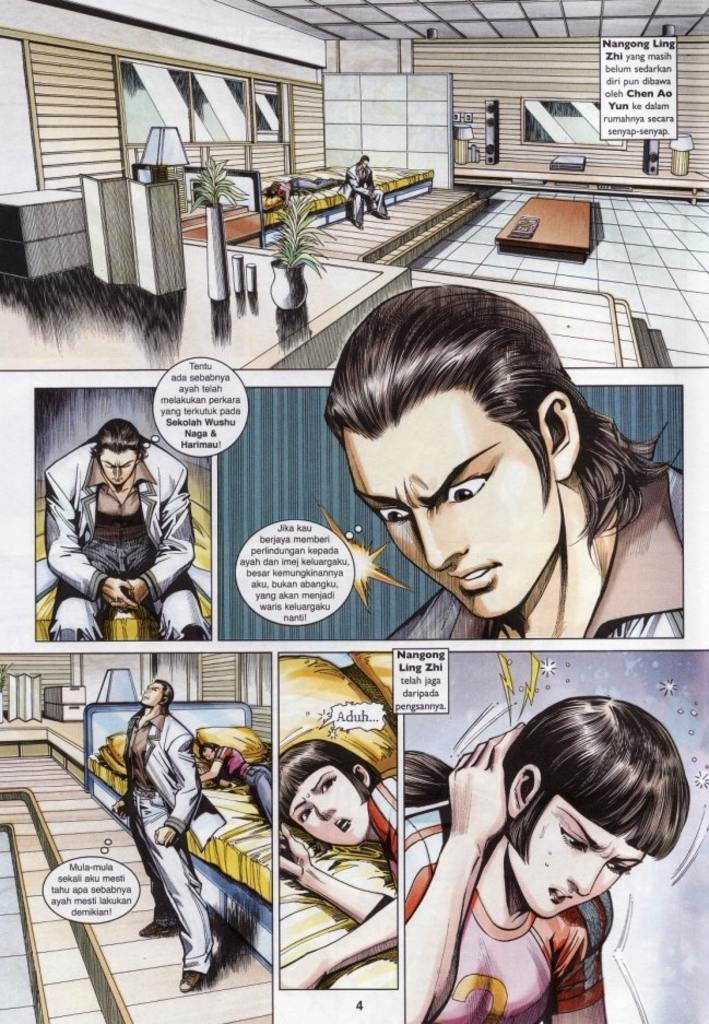 Nangong Ling
Zhi yang masih
belum sedarkan
diri pun dibawa
oleh Chen Ao
Yun ke dalam
rumahnya secara
senyap-senyap.
Tentu
ada sebabnya
ayah telah
melakukan perkara
yang terkutuk pada
Sekolah Wushu
Naga &
Harimau!
Jika kau
berjaya memberi
perlindungan kepada
ayah dan imej keluargaku,
besar kemungkinannya
aku, bukan abangku,
yang akan menjadi
waris keluargaku
nanti!
Mula-mula
sekali aku mesti
tahu apa sebabnya
ayah mesti lakukan
demikian!
Aduh...
Nangong
Ling Zhi
telah jaga
daripada
pengsannya.
2
4